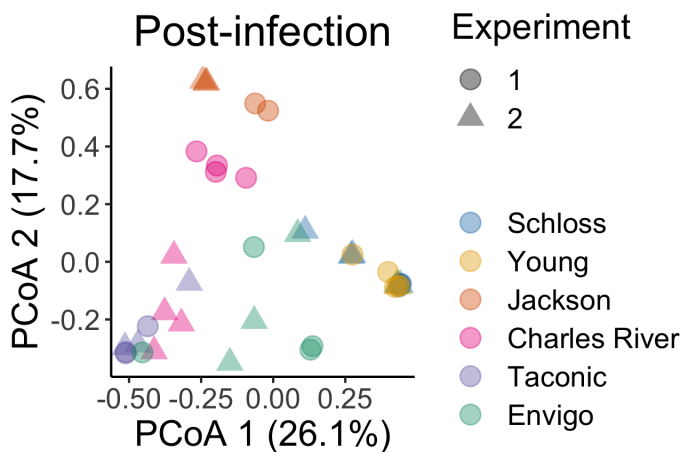 Post-infection
Experiment
1
2
Schloss
Young
Jackson
Charles River
Taconic
Envigo
PCoA 2 (17.7%)
0.6
0.4
0.2
0.0
-0.2
-0.50 -0.25 0.00 0.25
PCoA 1 (26.1%)